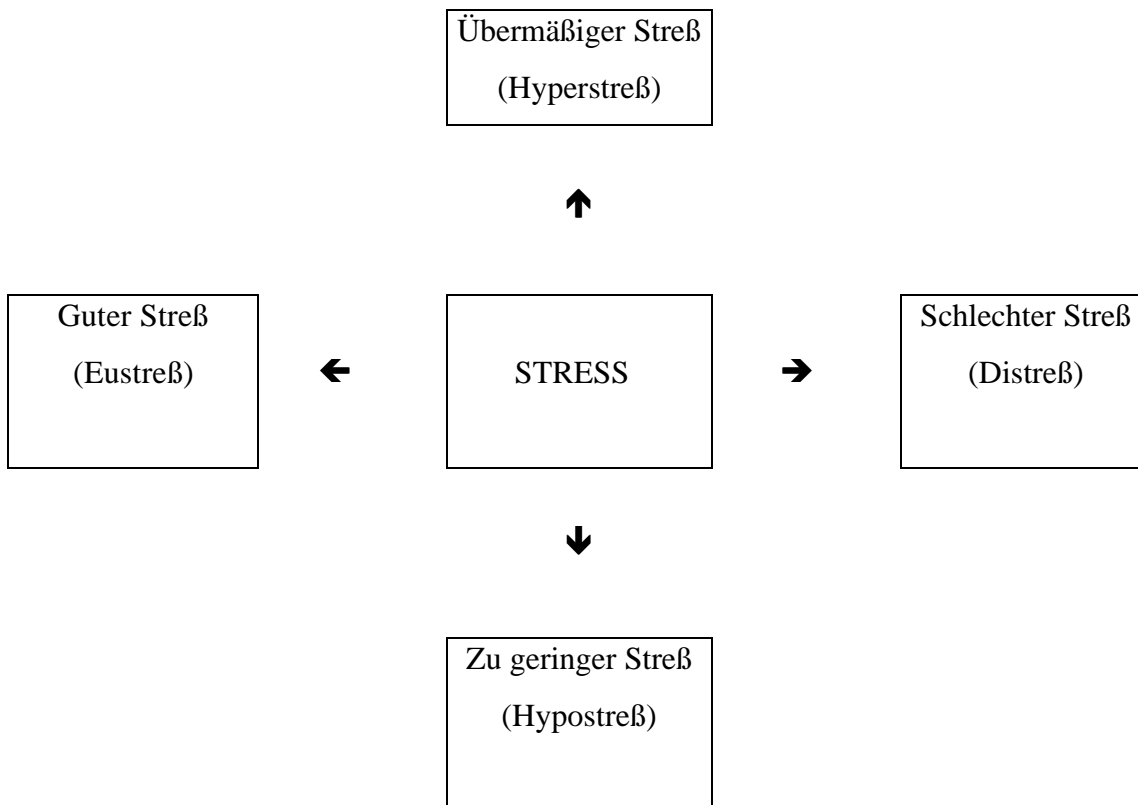 Übermäßiger Streß
(Hyperstreß)
Guter Streß
(Eustreß)
STRESS
Schlechter Streß
(Distreß)
Zu geringer Streß
(Hypostreß)